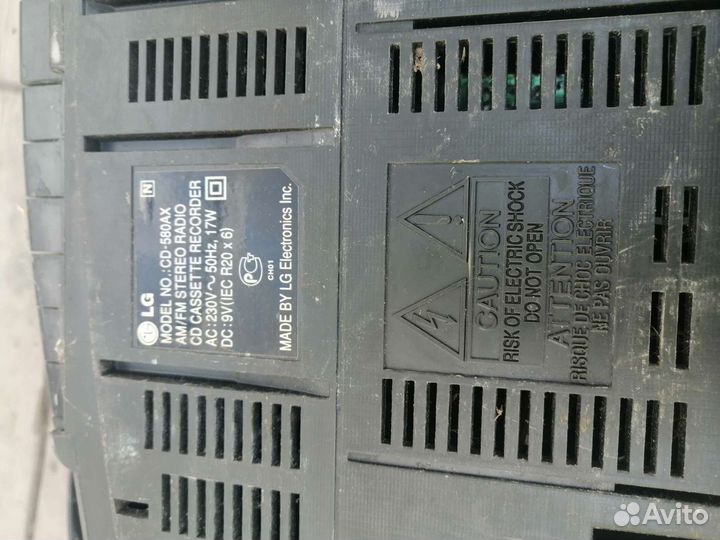 LG
N
MODEL NO.:CD-580AX
AM/FM STEREO RADIO
CD CASSETTE RECORDER
AC:230V~50Hz, 17W
DC:9V(IEC R20 x 6)
CH01
MADE BY LG Electronics Inc.
CAUTION
RISK OF ELECTRIC SHOCK
DO NOT OPEN
ATTENTION
RISQUE DE CHOC ELECTRIQUE
NE PAS OUVRIR
Avito